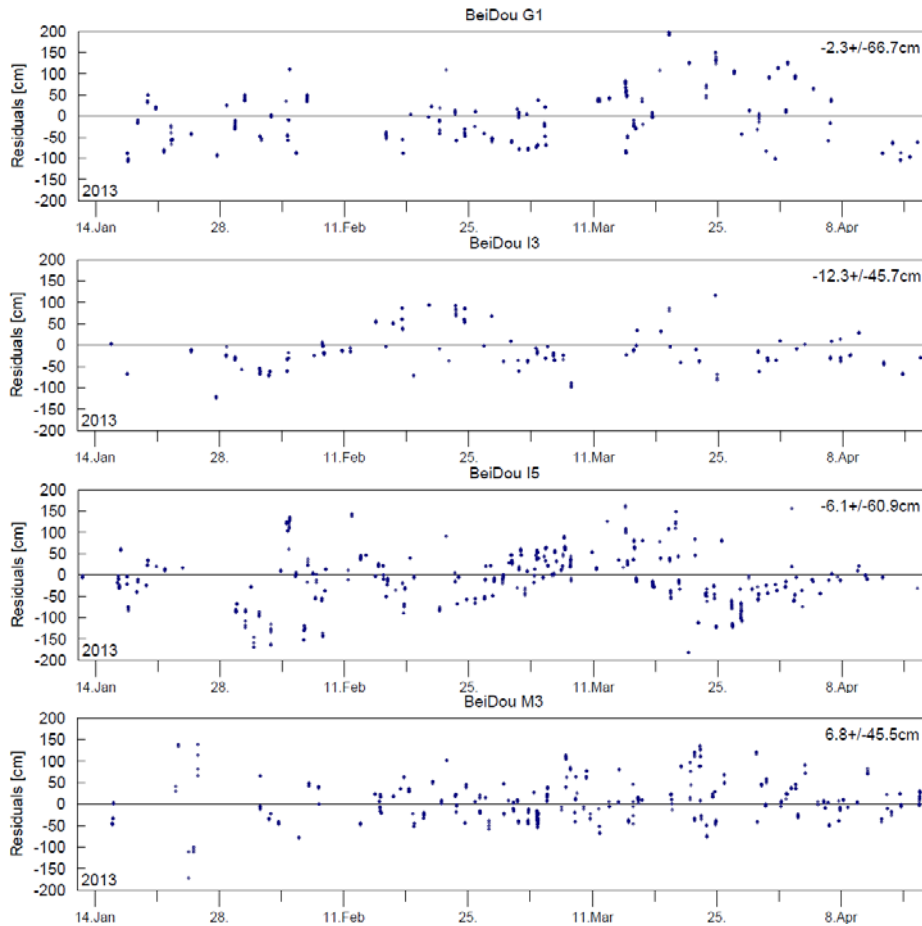 BeiDou G1
Residuals [cm]
200
150
100
50
0
-50
-100
-150
-200
-2.3+/-66.7cm
2013
14.Jan 28. 11.Feb 25. 11.Mar 25. 8.Apr
BeiDou I3
Residuals [cm]
200
150
100
50
0
-50
-100
-150
-200
-12.3+/-45.7cm
2013
14.Jan 28. 11.Feb 25. 11.Mar 25. 8.Apr
BeiDou I5
Residuals [cm]
200
150
100
50
0
-50
-100
-150
-200
-6.1+/-60.9cm
2013
14.Jan 28. 11.Feb 25. 11.Mar 25. 8.Apr
BeiDou M3
Residuals [cm]
200
150
100
50
0
-50
-100
-150
-200
6.8+/-45.5cm
2013
14.Jan 28. 11.Feb 25. 11.Mar 25. 8.Apr